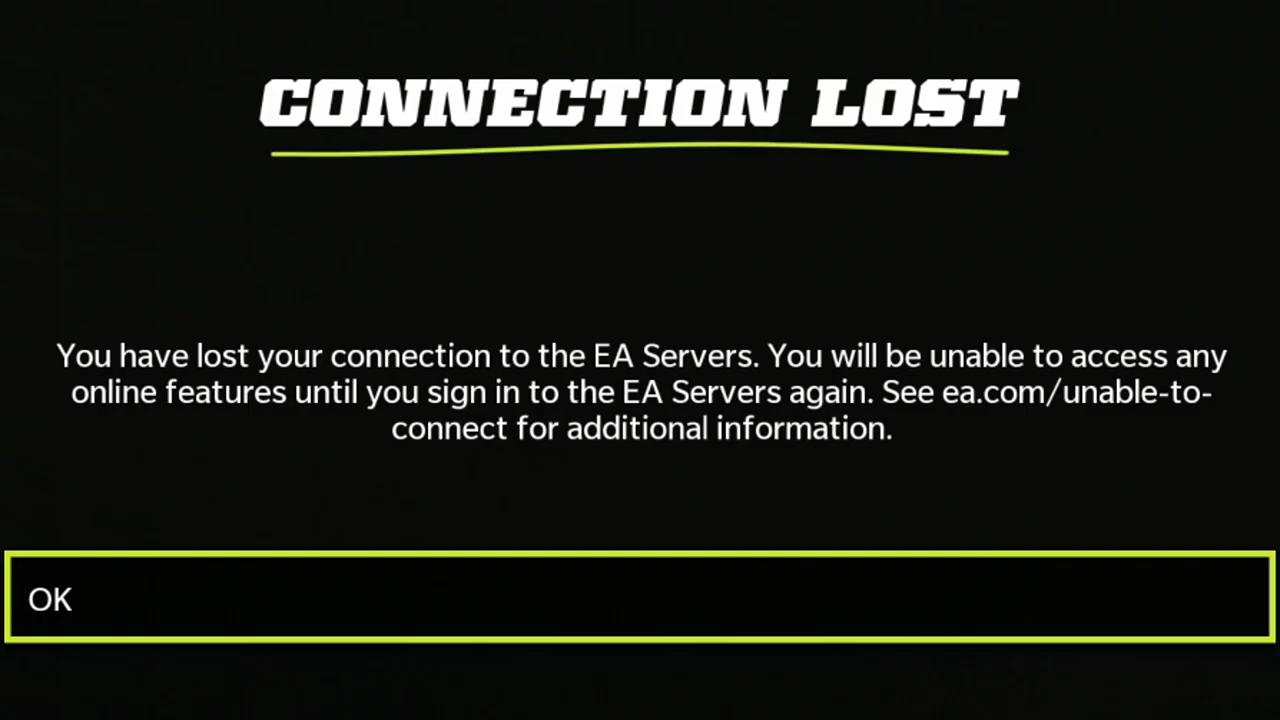 CONNECTION LOST
You have lost your connection to the EA Servers. You will be unable to access any
online features until you sign in to the EA Servers again. See ea.com/unable-to-
connect for additional information.
OK